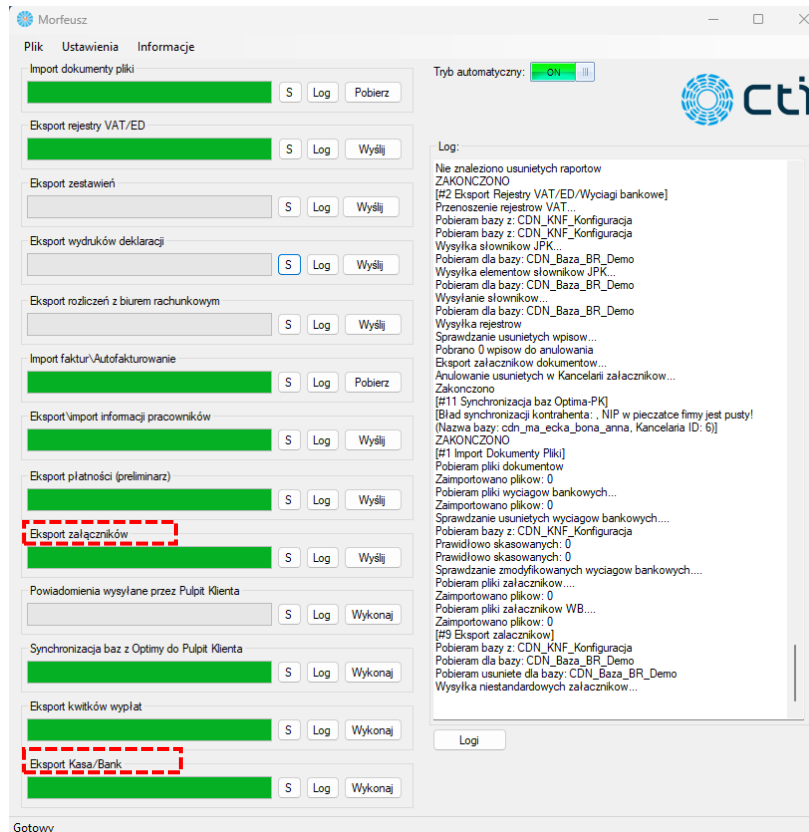 Morfeusz
Plik Ustawienia Informacje
Import dokumenty pliki
S Log Pobierz
Eksport rejestry VAT/ED
S Log Wyślij
Eksport zestawień
S Log Wyślij
Eksport wydruków deklaracji
S Log Wyślij
Eksport rozliczeń z biurem rachunkowym
S Log Wyślij
Import faktur\Autofakturowanie
S Log Pobierz
Eksport\import informacji pracowników
S Log Wyślij
Eksport płatności (preliminarz)
S Log Wyślij
Eksport załączników
S Log Wyślij
Powiadomienia wysyłane przez Pulpit Klienta
S Log Wykonaj
Synchronizacja baz z Optimy do Pulpit Klienta
S Log Wykonaj
Eksport kwitków wypłat
S Log Wykonaj
Eksport Kasa/Bank
S Log Wykonaj
Tryb automatyczny: ON
cti
Log:
Nie znaleziono usunietych raportow
ZAKONCZONO
[#2 Eksport Rejestry VAT/ED/Wyciagi bankowe]
Przenoszenie rejestrow VAT...
Pobieram bazy z: CDN_KNF_Konfiguracja
Pobieram bazy z: CDN_KNF_Konfiguracja
Wysyłka słownikow JPK...
Pobieram dla bazy: CDN_Baza_BR_Demo
Wysyłka elementow słownikow JPK...
Pobieram dla bazy: CDN_Baza_BR_Demo
Wysyłanie słownikow...
Pobieram dla bazy: CDN_Baza_BR_Demo
Wysyłka rejestrow
Sprawdzanie usunietych wpisow...
Pobrano 0 wpisow do anulowania
Eksport załacznikow dokumentow...
Anulowanie usunietych w Kancelarii załacznikow...
Zakonczono
[#11 Synchronizacja baz Optima-PK]
[Bład synchronizacji kontrahenta: , NIP w pieczatce firmy jest pusty!
(Nazwa bazy: cdn_ma_ecka_bona_anna, Kancelaria ID: 6)]
ZAKONCZONO
[#1 Import Dokumenty Pliki]
Pobieram pliki dokumentow
Zaimportowano plikow: 0
Pobieram pliki wyciagow bankowych...
Zaimportowano plikow: 0
Sprawdzanie usunietych wyciagow bankowych....
Pobieram bazy z: CDN_KNF_Konfiguracja
Prawidłowo skasowanych: 0
Prawidłowo skasowanych: 0
Sprawdzanie zmodyfikowanych wyciagow bankowych....
Pobieram pliki załacznikow....
Zaimportowano plikow: 0
Pobieram pliki załacznikow WB....
Zaimportowano plikow: 0
[#9 Eksport zalacznikow]
Pobieram bazy z: CDN_KNF_Konfiguracja
Pobieram dla bazy: CDN_Baza_BR_Demo
Pobieram usuniete dla bazy: CDN_Baza_BR_Demo
Wysyłka niestandardowych załacznikow...
Logi
Gotowy